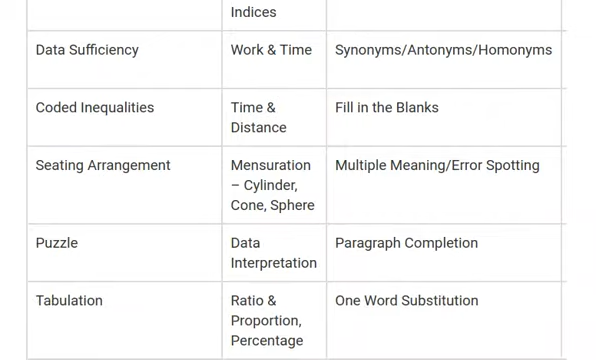 Indices
Data Sufficiency
Work & Time
Synonyms/Antonyms/Homonyms
Coded Inequalities
Time &
Distance
Fill in the Blanks
Seating Arrangement
Mensuration
– Cylinder,
Cone, Sphere
Multiple Meaning/Error Spotting
Puzzle
Data
Interpretation
Paragraph Completion
Tabulation
Ratio &
Proportion,
Percentage
One Word Substitution